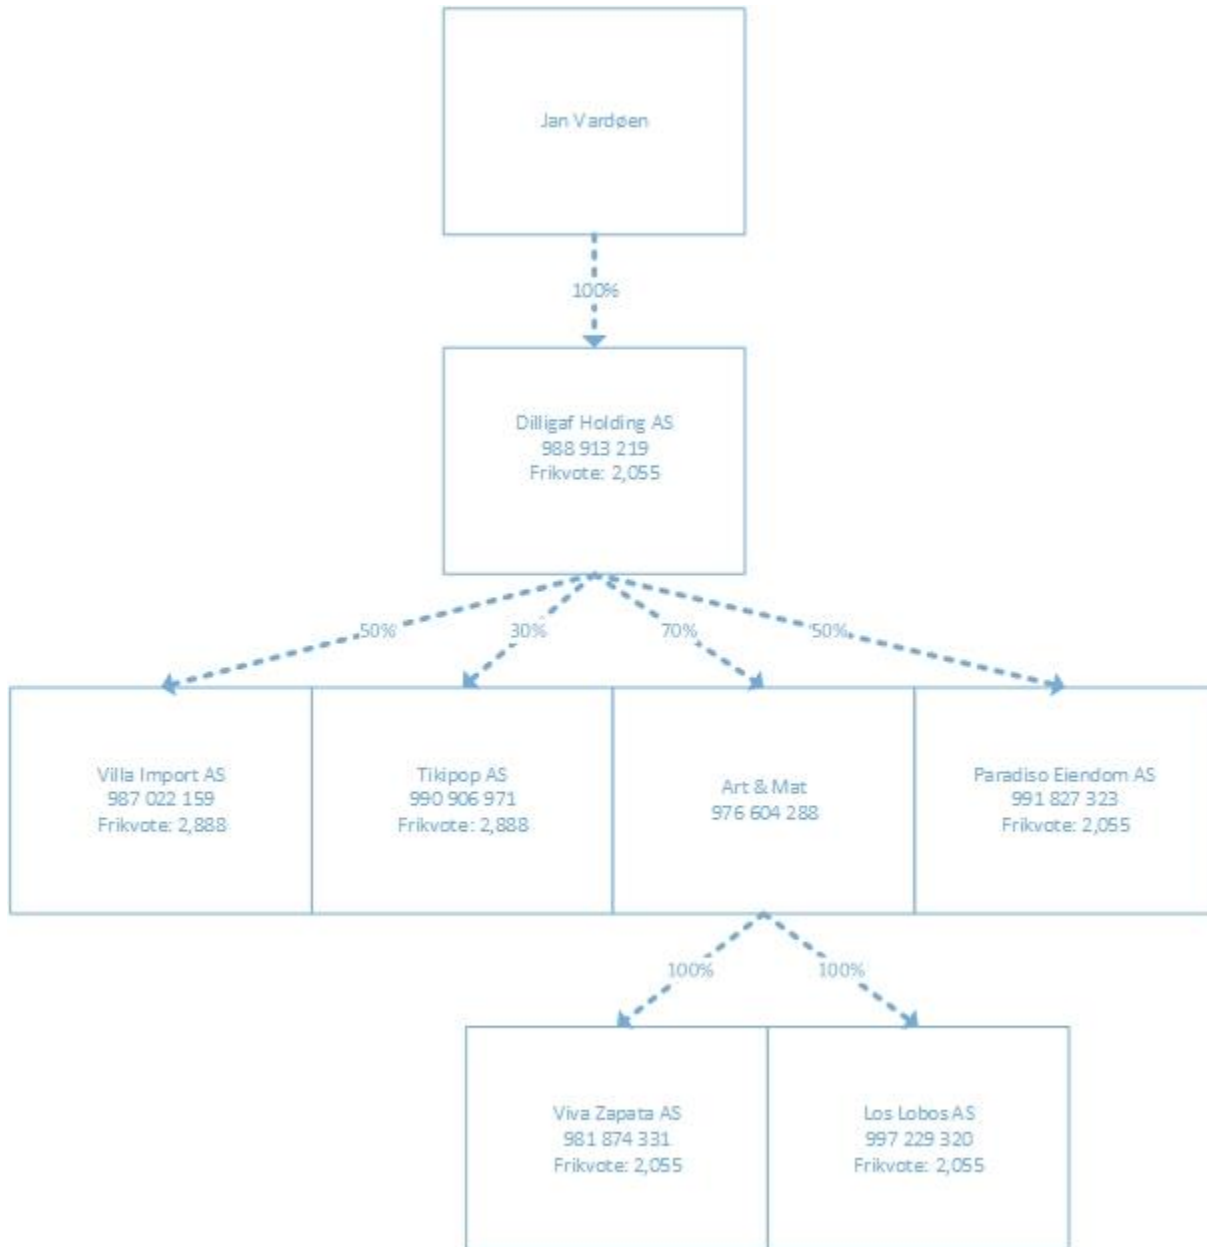 Jan Vardøen
100%
Dilligaf Holding AS
988 913 219
Frikvote: 2,055
50%
30%
70%
50%
Villa Import AS
987 022 159
Frikvote: 2,888
Tikipop AS
990 906 971
Frikvote: 2,888
Art & Mat
976 604 288
Paradiso Eiendom AS
991 827 323
Frikvote: 2,055
100%
100%
Viva Zapata AS
981 874 331
Frikvote: 2,055
Los Lobos AS
997 229 320
Frikvote: 2,055